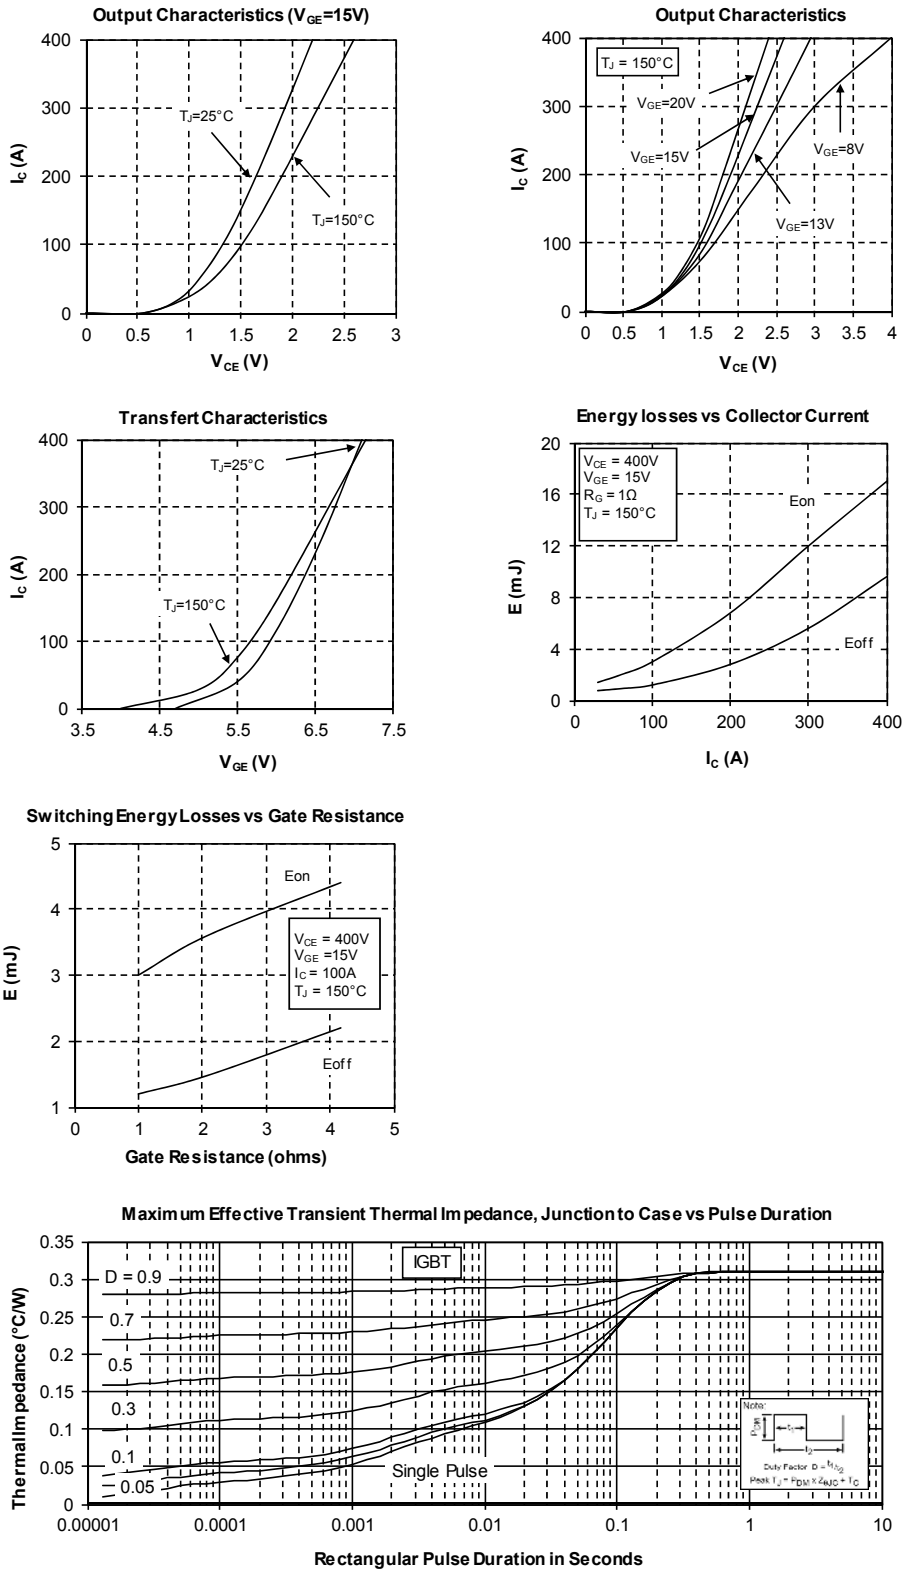 Output Characteristics (VGE=15V)
400
300
200
100
0
IC (A)
TJ=25°C
TJ=150°C
0 0.5 1 1.5 2 2.5 3
VCE (V)
Output Characteristics
400
300
200
100
0
IC (A)
TJ = 150°C
VGE=20V
VGE=15V
VGE=8V
VGE=13V
0 0.5 1 1.5 2 2.5 3 3.5 4
VCE (V)
Transfert Characteristics
400
300
200
100
0
IC (A)
TJ=25°C
TJ=150°C
3.5 4.5 5.5 6.5 7.5
VGE (V)
Energy losses vs Collector Current
20
16
12
8
4
0
E (mJ)
VCE = 400V
VGE = 15V
RG = 1Ω
TJ = 150°C
Eon
Eoff
0 100 200 300 400
IC (A)
Switching Energy Losses vs Gate Resistance
5
4
3
2
1
E (mJ)
Eon
VCE = 400V
VGE =15V
IC = 100A
TJ = 150°C
Eoff
0 1 2 3 4 5
Gate Resistance (ohms)
Maximum Effective Transient Thermal Impedance, Junction to Case vs Pulse Duration
0.35
0.3
0.25
0.2
0.15
0.1
0.05
0
Thermal Impedance (°C/W)
IGBT
D = 0.9
0.7
0.5
0.3
0.1
0.05
Single Pulse
Note:
PDM
t1
t2
Duty Factor D = t1/t2
Peak TJ = PDM x ZθJC + TC
0.00001 0.0001 0.001 0.01 0.1 1 10
Rectangular Pulse Duration in Seconds